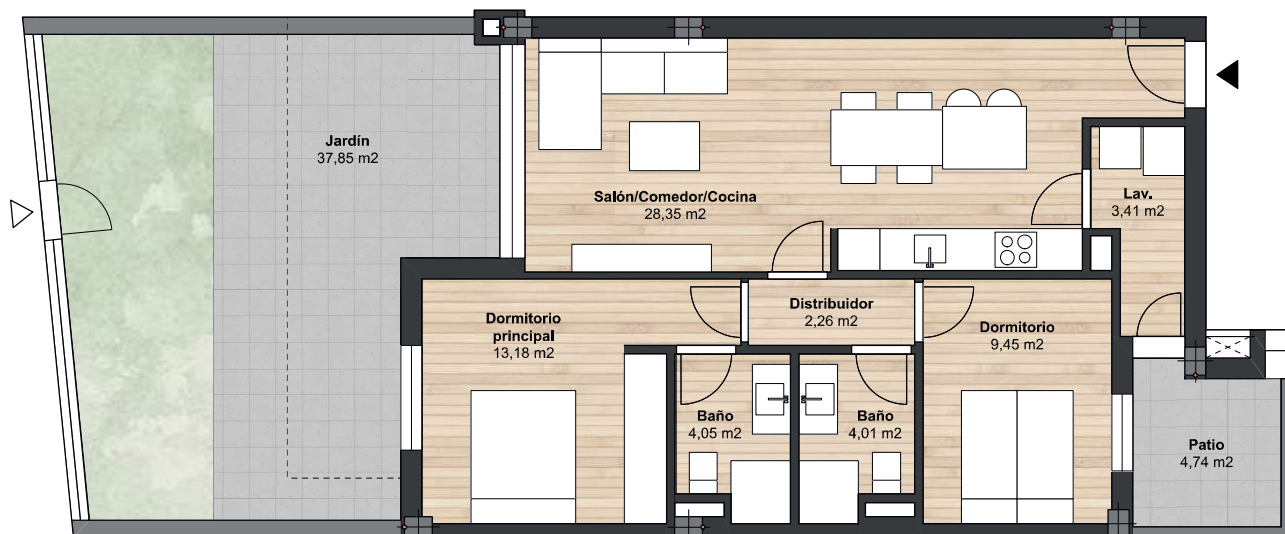 Jardín
37,85 m2
Salón/Comedor/Cocina
28,35 m2
Lav.
3,41 m2
Distribuidor
2,26 m2
Dormitorio
principal
13,18 m2
Dormitorio
9,45 m2
Baño
4,05 m2
Baño
4,01 m2
Patio
4,74 m2